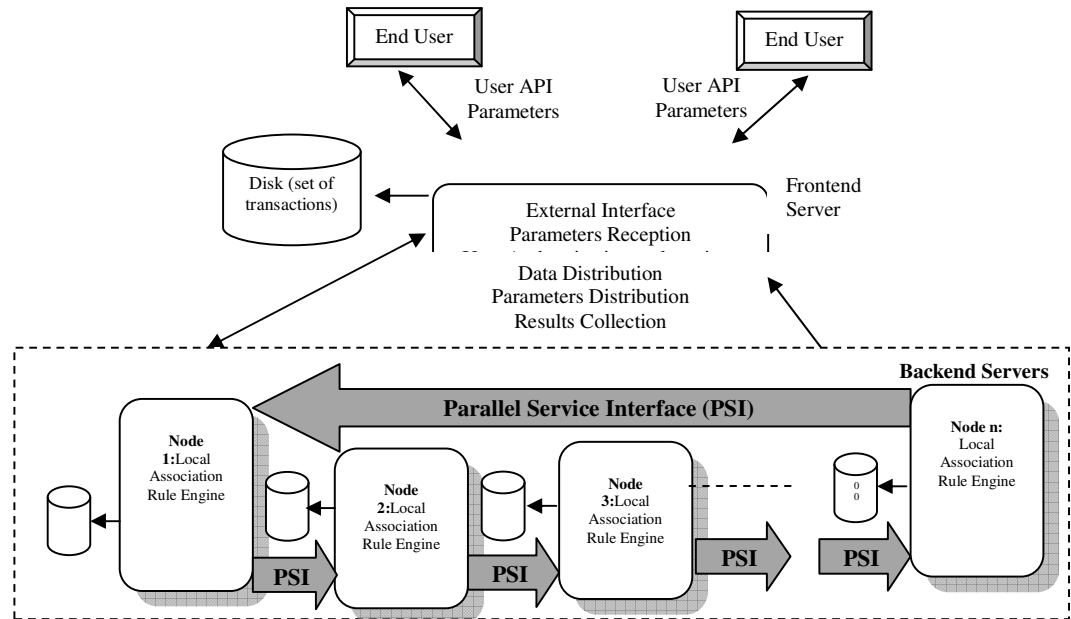 End User
End User
User API
Parameters
User API
Parameters
Disk (set of
transactions)
Frontend
Server
External Interface
Parameters Reception
Data Distribution
Parameters Distribution
Results Collection
Backend Servers
Parallel Service Interface (PSI)
Node
1:Local
Association
Rule Engine
Node
2:Local
Association
Rule Engine
Node
3:Local
Association
Rule Engine
Node n:
Local
Association
Rule Engine
0
0
PSI
PSI
PSI
PSI